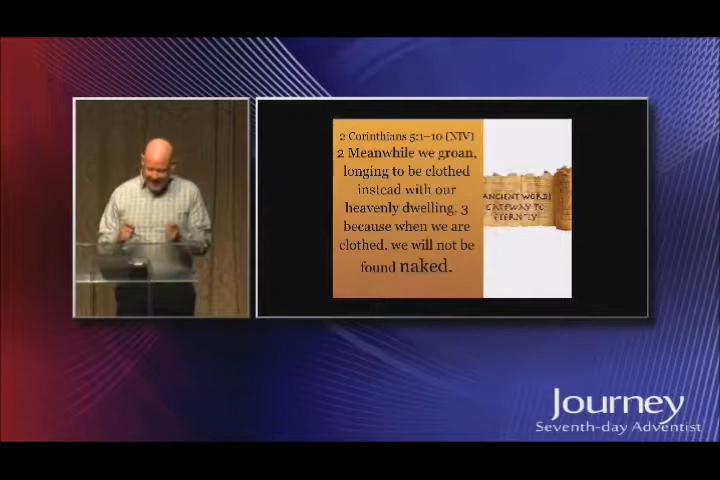 2 Corinthians 5:1–10 (NIV)
2 Meanwhile we groan,
longing to be clothed
instead with our
heavenly dwelling, 3
because when we are
clothed, we will not be
found naked.
ANCIENT WORDS
GATEWAY TO
ETERNITY
Journey
Seventh-day Adventist